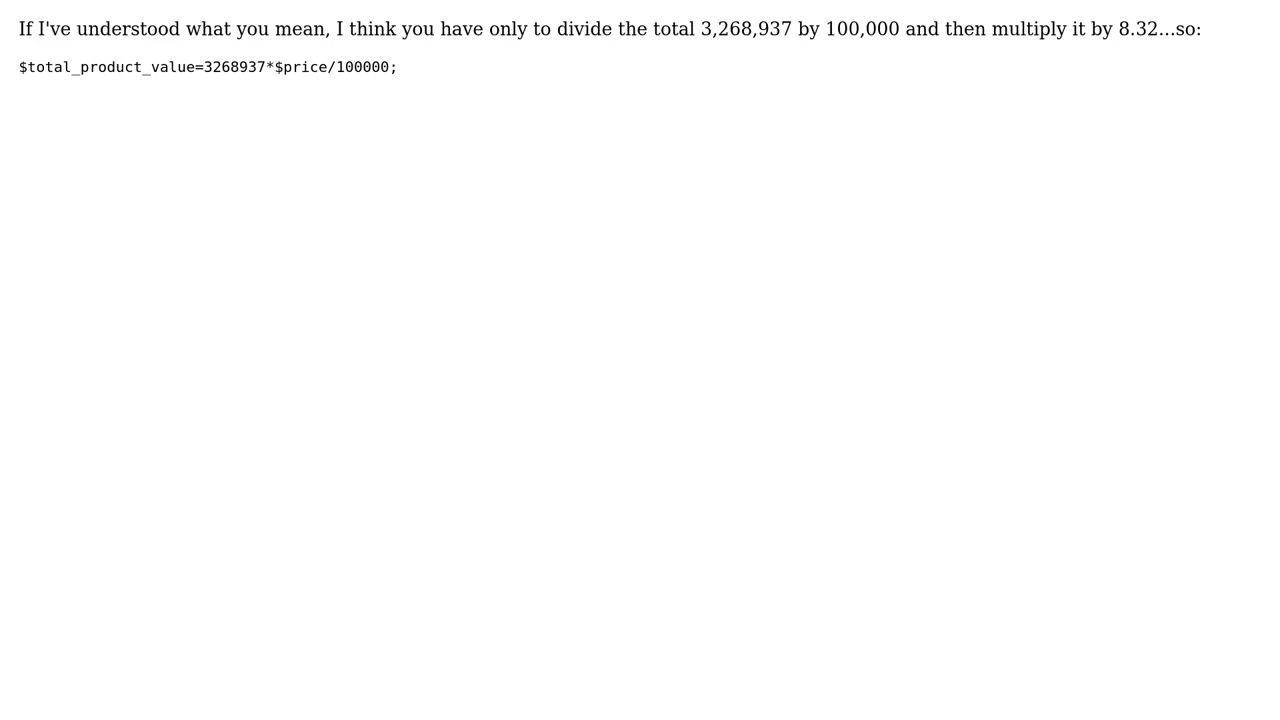 If I've understood what you mean, I think you have only to divide the total 3,268,937 by 100,000 and then multiply it by 8.32...so:
$total_product_value=3268937*$price/100000;